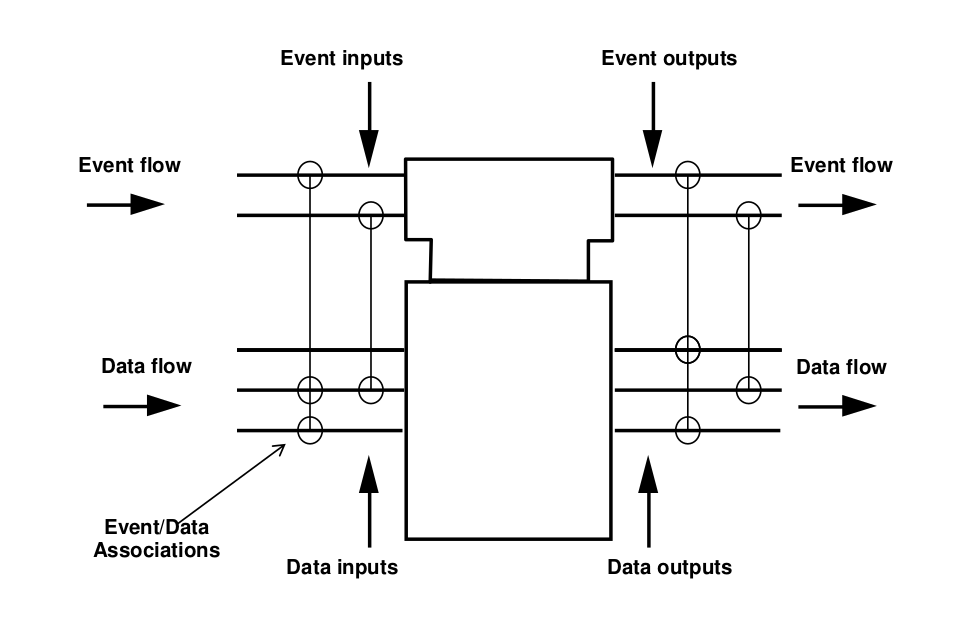 Event inputs
Event outputs
Event flow
Event flow
Data flow
Data flow
Event/Data
Associations
Data inputs
Data outputs